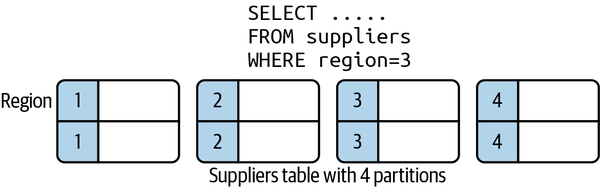 SELECT .....
FROM suppliers
WHERE region=3
Region 1 2 3 4
1 2 3 4
Suppliers table with 4 partitions